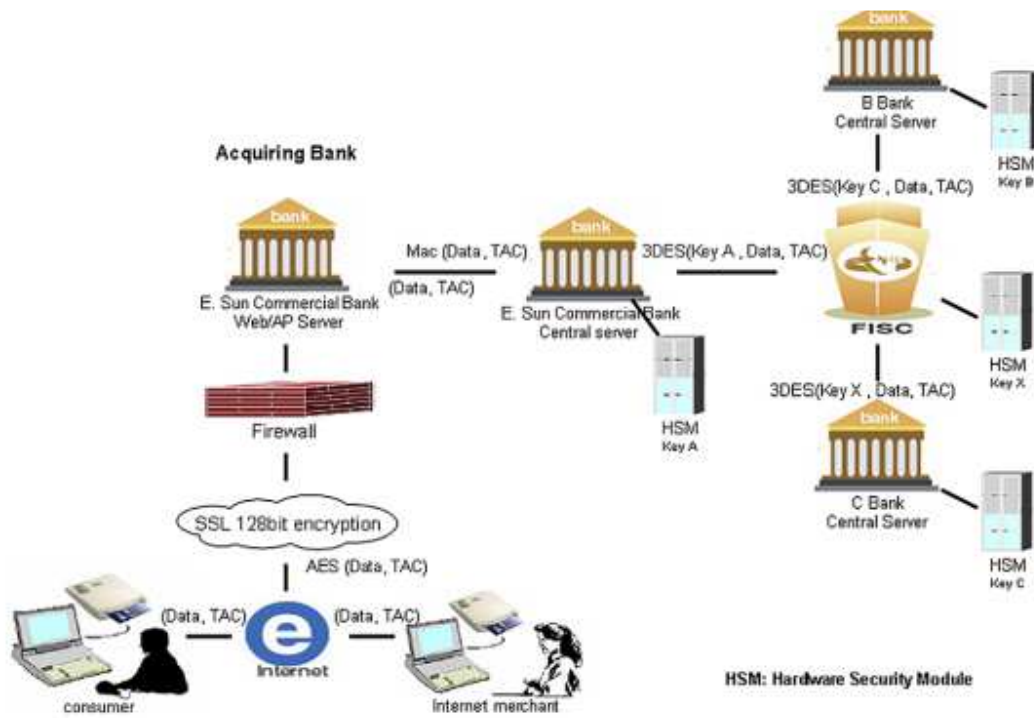 bank
B Bank
Central Server
HSM
Key B
Acquiring Bank
3DES(Key C , Data, TAC)
bank
E. Sun Commercial Bank
Web/AP Server
Mac (Data, TAC)
(Data, TAC)
bank
E. Sun Commercial Bank
Central server
3DES(Key A , Data, TAC)
FISC
HSM
Key X
HSM
Key A
3DES(Key X , Data, TAC)
bank
C Bank
Central Server
HSM
Key C
Firewall
SSL 128bit encryption
AES (Data, TAC)
(Data, TAC)
e
(Data, TAC)
Internet
consumer
Internet merchant
HSM: Hardware Security Module